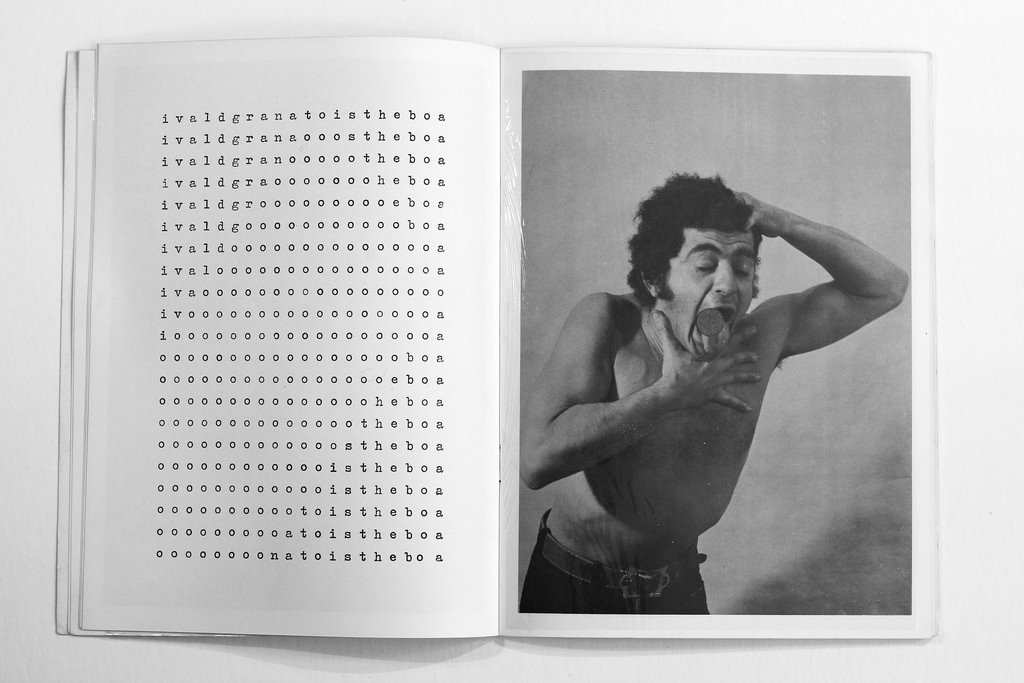 i v a l d g r a n a t o i s t h e b o a
i v a l d g r a n a o o o s t h e b o a
i v a l d g r a n o o o o o t h e b o a
i v a l d g r a o o o o o o o h e b o a
i v a l d g r o o o o o o o o o e b o a
i v a l d g o o o o o o o o o o o b o a
i v a l d o o o o o o o o o o o o o o a
i v a l o o o o o o o o o o o o o o o a
i v a o o o o o o o o o o o o o o o o o
i v o o o o o o o o o o o o o o o o o a
i o o o o o o o o o o o o o o o o o o a
o o o o o o o o o o o o o o o o o b o a
o o o o o o o o o o o o o o o o e b o a
o o o o o o o o o o o o o o o h e b o a
o o o o o o o o o o o o o o t h e b o a
o o o o o o o o o o o o o s t h e b o a
o o o o o o o o o o o o i s t h e b o a
o o o o o o o o o o o o i s t h e b o a
o o o o o o o o o o t o i s t h e b o a
o o o o o o o o o a t o i s t h e b o a
o o o o o o o o n a t o i s t h e b o a